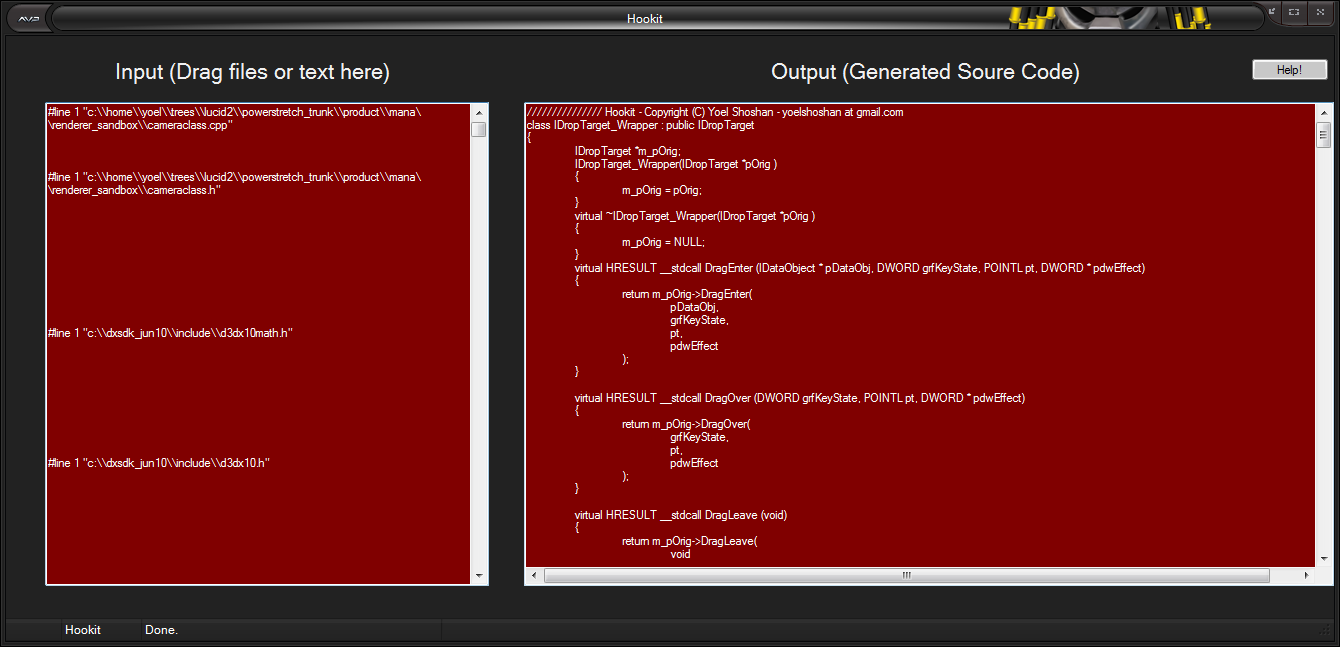 AVP
Hookit
Input (Drag files or text here)
Output (Generated Soure Code)
Help!
#line 1 "c:\\home\\yoel\\trees\\lucid2\\powerstretch_trunk\\product\\mana\
\renderer_sandbox\\cameraclass.cpp"
#line 1 "c:\\home\\yoel\\trees\\lucid2\\powerstretch_trunk\\product\\mana\
\renderer_sandbox\\cameraclass.h"
#line 1 "c:\\dxsdk_jun10\\include\\d3dx10math.h"
#line 1 "c:\\dxsdk_jun10\\include\\d3dx10.h"
/////////////// Hookit - Copyright (C) Yoel Shoshan - yoelshoshan at gmail.com
class IDropTarget_Wrapper : public IDropTarget
{
IDropTarget *m_pOrig;
IDropTarget_Wrapper(IDropTarget *pOrig )
{
m_pOrig = pOrig;
}
virtual ~IDropTarget_Wrapper(IDropTarget *pOrig )
{
m_pOrig = NULL;
}
virtual HRESULT __stdcall DragEnter (IDataObject * pDataObj, DWORD grfKeyState, POINTL pt, DWORD * pdwEffect)
{
return m_pOrig->DragEnter(
pDataObj,
grfKeyState,
pt,
pdwEffect
);
}
virtual HRESULT __stdcall DragOver (DWORD grfKeyState, POINTL pt, DWORD * pdwEffect)
{
return m_pOrig->DragOver(
grfKeyState,
pt,
pdwEffect
);
}
virtual HRESULT __stdcall DragLeave (void)
{
return m_pOrig->DragLeave(
void
Hookit
Done.